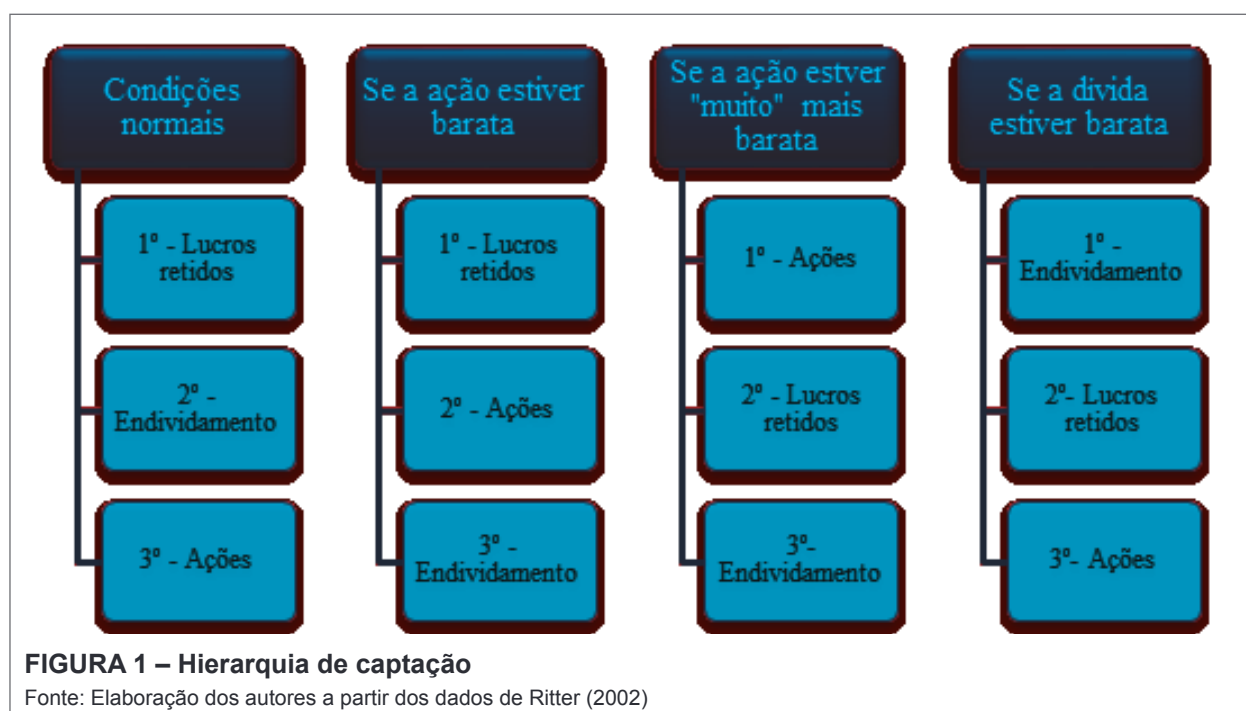 Condições
normais
1º - Lucros
retidos
2º -
Endividamento
3º - Ações
Se a ação estiver
barata
1º - Lucros
retidos
2º - Ações
3º -
Endividamento
Se a ação estver
"muito" mais
barata
1º - Ações
2º - Lucros
retidos
3º-
Endividamento
Se a divida
estiver barata
1º -
Endividamento
2º- Lucros
retidos
3º- Ações
FIGURA 1 – Hierarquia de captação
Fonte: Elaboração dos autores a partir dos dados de Ritter (2002)